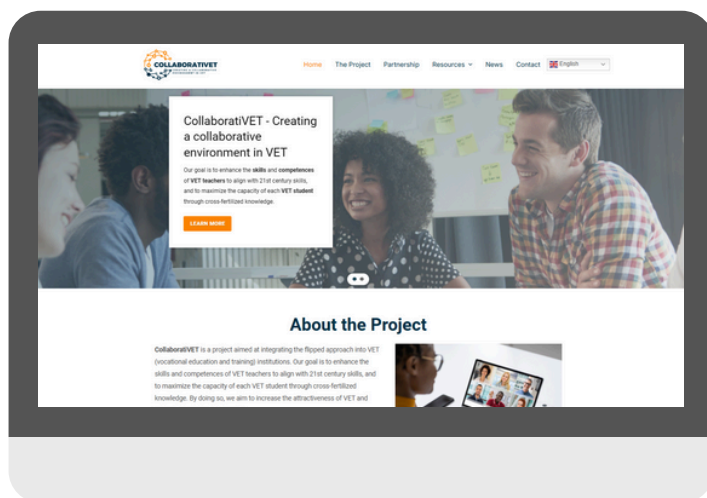 COLLABORATIVET
Home The Project Partnership Resources News Contact English
CollaboratiVET - Creating
a collaborative
environment in VET
Our goal is to enhance the skills and competences
of VET teachers to align with 21st century skills,
and to maximize the capacity of each VET student
through cross-fertilized knowledge.
LEARN MORE
About the Project
CollaboratiVET is a project aimed at integrating the flipped approach into VET
(vocational education and training) institutions. Our goal is to enhance the
skills and competences of VET teachers to align with 21st century skills, and
to maximize the capacity of each VET student through cross-fertilized
knowledge. By doing so, we aim to increase the attractiveness of VET and